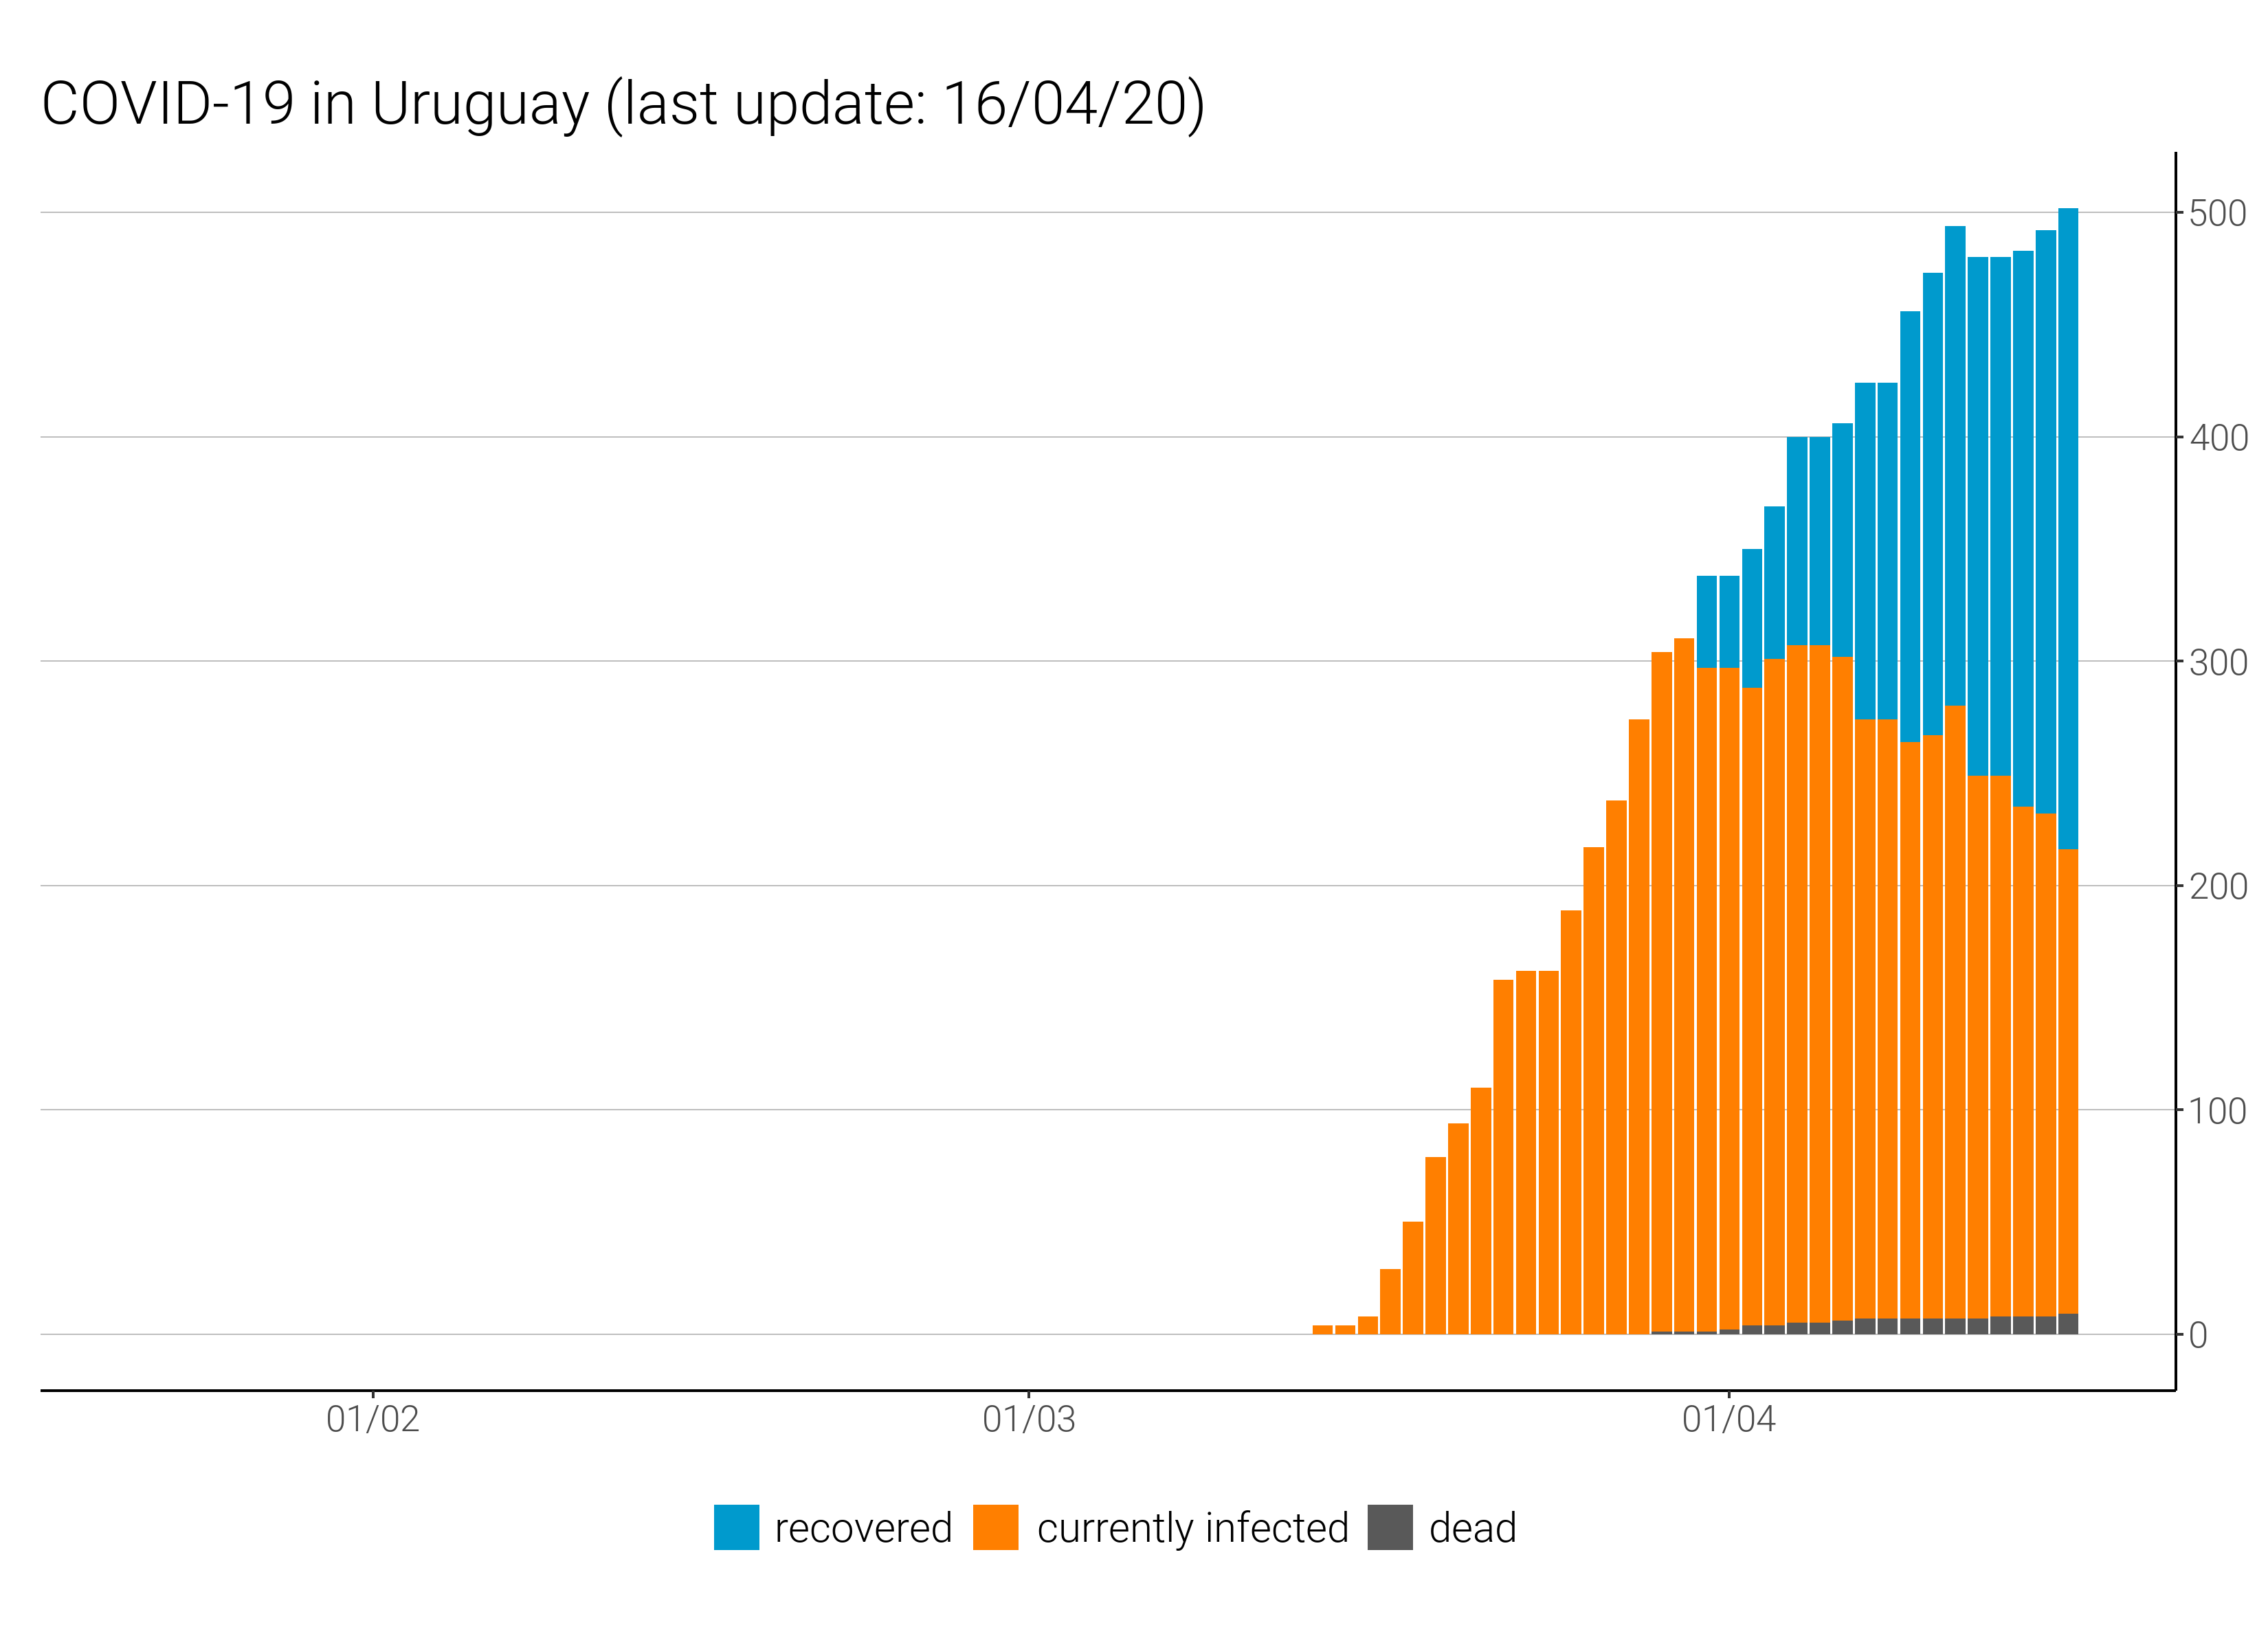 COVID-19 in Uruguay (last update: 16/04/20)
500
400
300
200
100
0
01/02 01/03 01/04
recovered currently infected dead